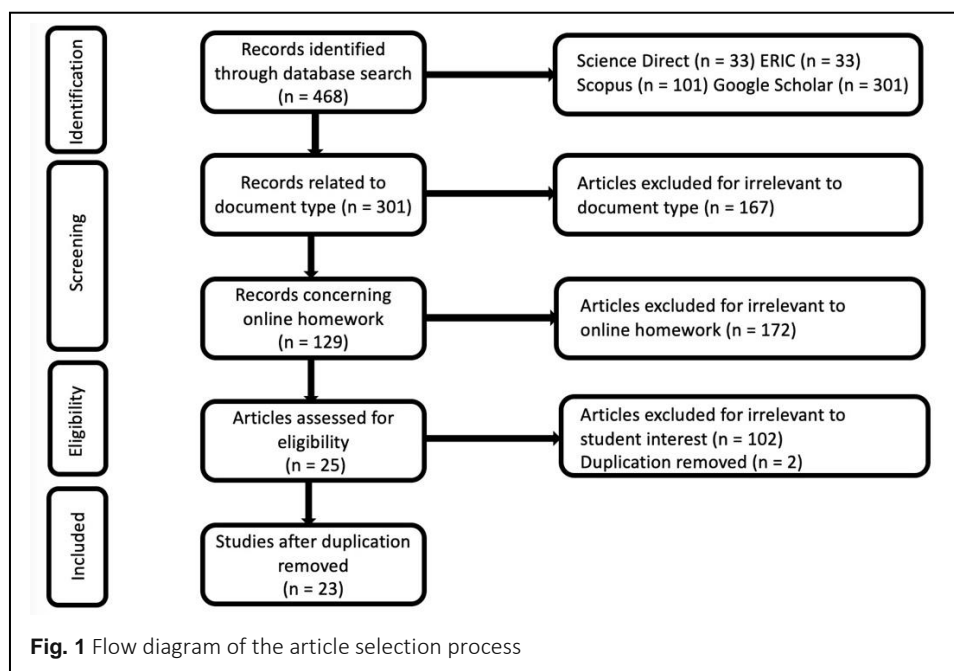 Identification
Records identified
through database search
(n = 468)
Science Direct (n = 33) ERIC (n = 33)
Scopus (n = 101) Google Scholar (n = 301)
Screening
Records related to
document type (n = 301)
Articles excluded for irrelevant to
document type (n = 167)
Records concerning
online homework
(n = 129)
Articles excluded for irrelevant to
online homework (n = 172)
Eligibility
Articles assessed for
eligibility
(n = 25)
Articles excluded for irrelevant to
student interest (n = 102)
Duplication removed (n = 2)
Included
Studies after duplication
removed
(n = 23)
Fig. 1 Flow diagram of the article selection process